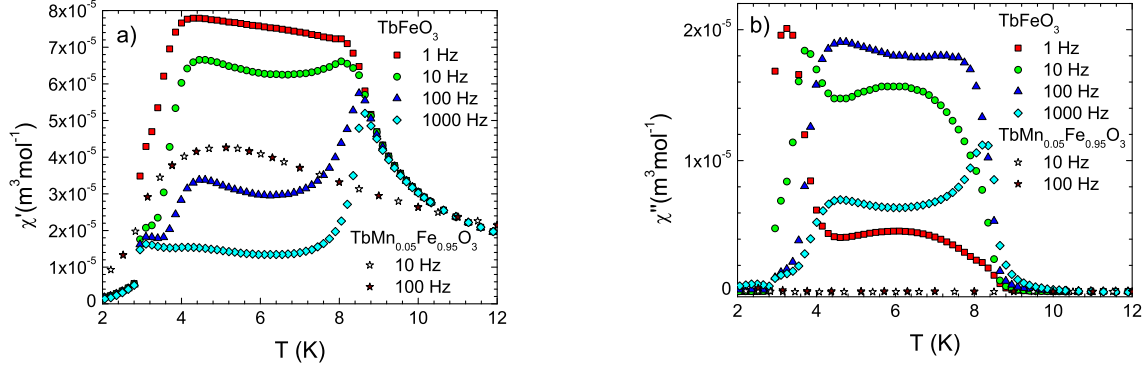 a)
TbFeO₃
1 Hz
10 Hz
100 Hz
1000 Hz
TbMn₀.₀₅Fe₀.₉₅O₃
10 Hz
100 Hz
8x10⁻⁵
7x10⁻⁵
6x10⁻⁵
5x10⁻⁵
4x10⁻⁵
3x10⁻⁵
2x10⁻⁵
1x10⁻⁵
0
χ'(m³mol⁻¹)
2 4 6 8 10 12
T (K)
b)
TbFeO₃
1 Hz
10 Hz
100 Hz
1000 Hz
TbMn₀.₀₅Fe₀.₉₅O₃
10 Hz
100 Hz
2x10⁻⁵
1x10⁻⁵
0
χ''(m³mol⁻¹)
2 4 6 8 10 12
T (K)